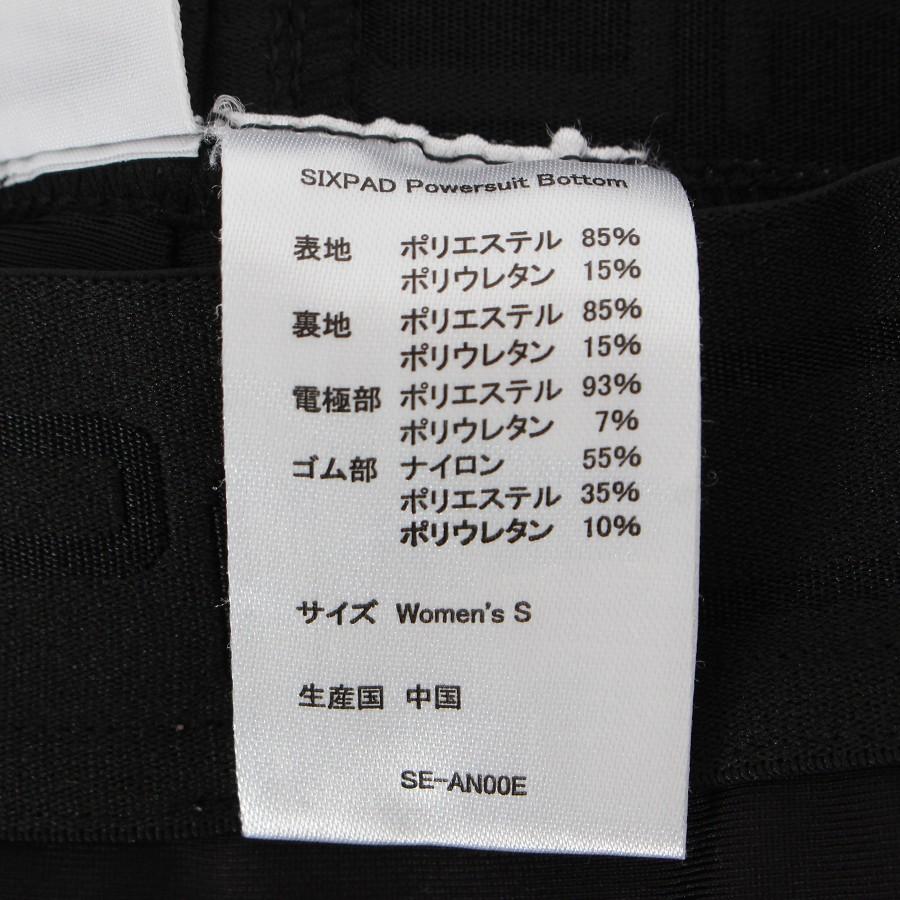 SIXPAD Powersuit Bottom
表地 ポリエステル 85%
ポリウレタン 15%
裏地 ポリエステル 85%
ポリウレタン 15%
電極部 ポリエステル 93%
ポリウレタン 7%
ゴム部 ナイロン 55%
ポリエステル 35%
ポリウレタン 10%
サイズ Women's S
生産国 中国
SE-AN00E